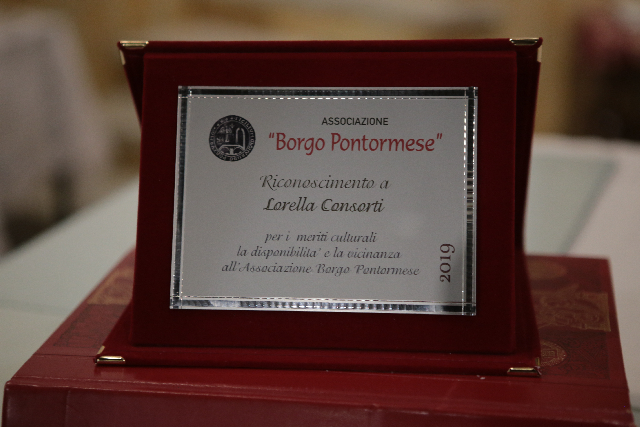 ASSOCIAZIONE
"Borgo Pontormese"
Riconoscimento a
Lorella Consorti
per i meriti culturali
la disponibilita' e la vicinanza
all'Associazione Borgo Pontormese
2019